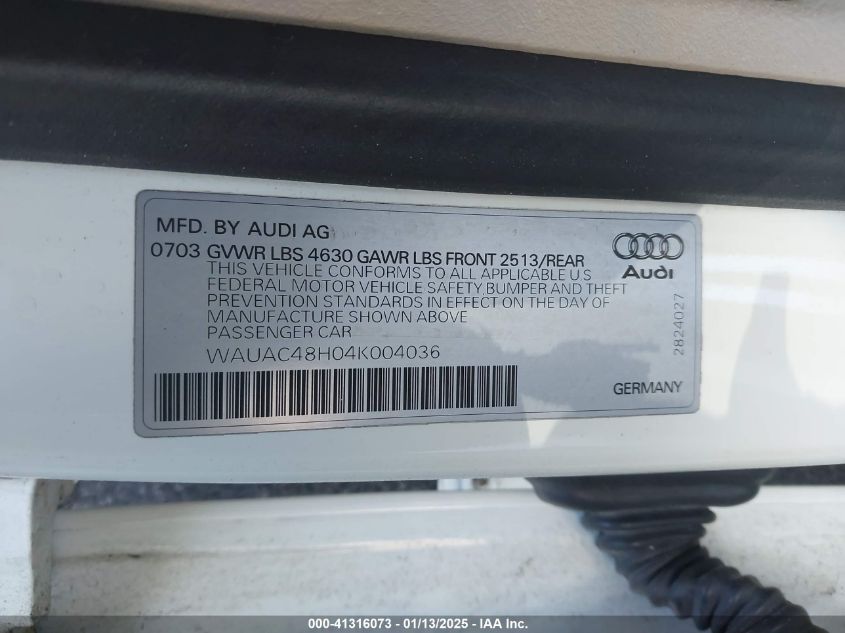 MFD. BY AUDI AG
0703 GVWR LBS 4630 GAWR LBS FRONT 2513/REAR
THIS VEHICLE CONFORMS TO ALL APPLICABLE U S
FEDERAL MOTOR VEHICLE SAFETY BUMPER AND THEFT
PREVENTION STANDARDS IN EFFECT ON THE DAY OF
MANUFACTURE SHOWN ABOVE
PASSENGER CAR
WAUAC48H04K004036
Audi
2824027
GERMANY
000-41316073 - 01/13/2025 - IAA Inc.